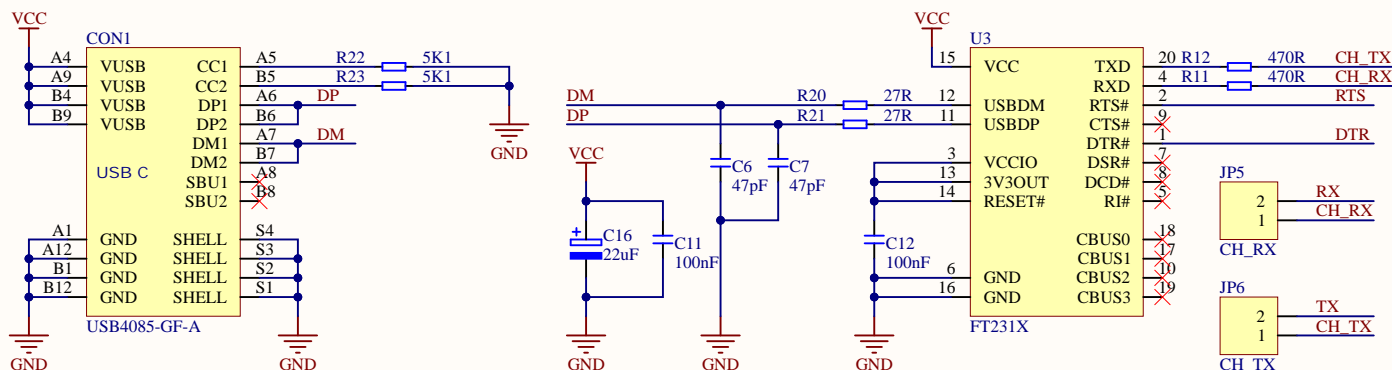 VCC
CON1
A4 VUSB CC1 A5 R22 5K1
A9 VUSB CC2 B5 R23 5K1
B4 VUSB DP1 A6 DP
B9 VUSB DP2 B6
DM1 A7 DM
DM2 B7
USB C
SBU1 A8
SBU2 B8
A1 GND SHELL S4
A12 GND SHELL S3
B1 GND SHELL S2
B12 GND SHELL S1
USB4085-GF-A
GND
GND
GND
DM R20 27R
DP R21 27R
VCC
C6
47pF
C7
47pF
C16
22uF
C11
100nF
GND
GND
VCC
U3
15 VCC TXD 20 R12 470R CH_TX
RXD 4 R11 470R CH_RX
12 USBDM RTS# 2 RTS
11 USBDP CTS# 9
DTR# 1 DTR
3 VCCIO DSR# 7
13 3V3OUT DCD# 8
14 RESET# RI# 5
C12
100nF
CBUS0 18
CBUS1 17
6 GND CBUS2 10
16 GND CBUS3 19
FT231X
GND
JP5
2 RX
1 CH_RX
CH_RX
JP6
2 TX
1 CH_TX
CH_TX